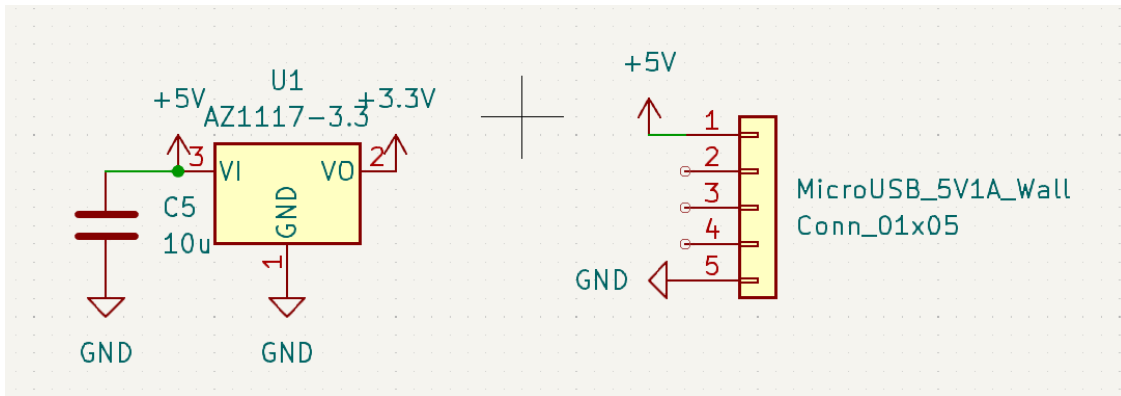 U1
AZ1117-3.3
+5V
+3.3V
3
VI
VO
2
GND
1
C5
10u
GND
GND
+5V
1
2
3
4
5
GND
MicroUSB_5V1A_Wall
Conn_01x05